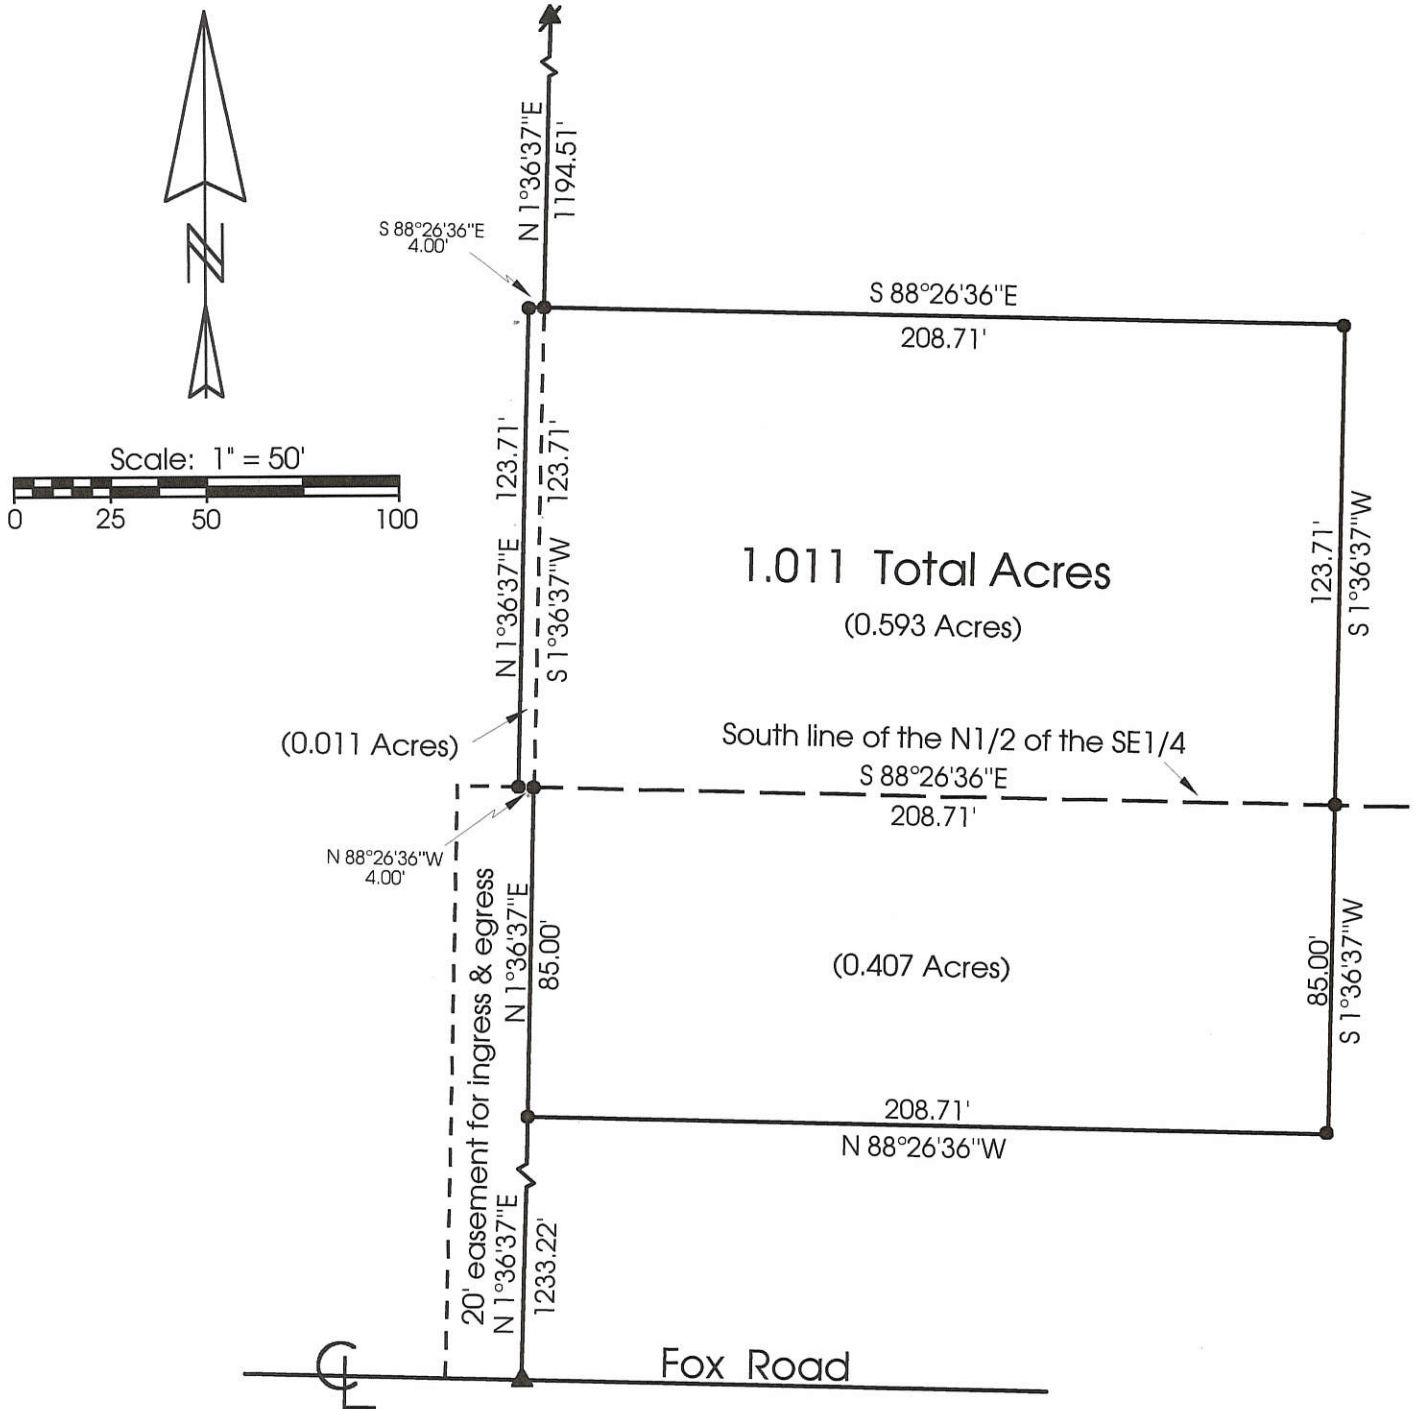 N 1°36'37"E
1194.51'
S 88°26'36"E
4.00'
S 88°26'36"E
208.71'
N
Scale: 1" = 50'
0 25 50 100
N 1°36'37"E 123.71'
S 1°36'37"W 123.71'
1.011 Total Acres
(0.593 Acres)
123.71'
S 1°36'37"W
(0.011 Acres)
South line of the N1/2 of the SE1/4
S 88°26'36"E
208.71'
N 88°26'36"W
4.00'
20' easement for ingress & egress
N 1°36'37"E
85.00'
(0.407 Acres)
85.00'
S 1°36'37"W
208.71'
N 88°26'36"W
N 1°36'37"E
1233.22'
CL
Fox Road